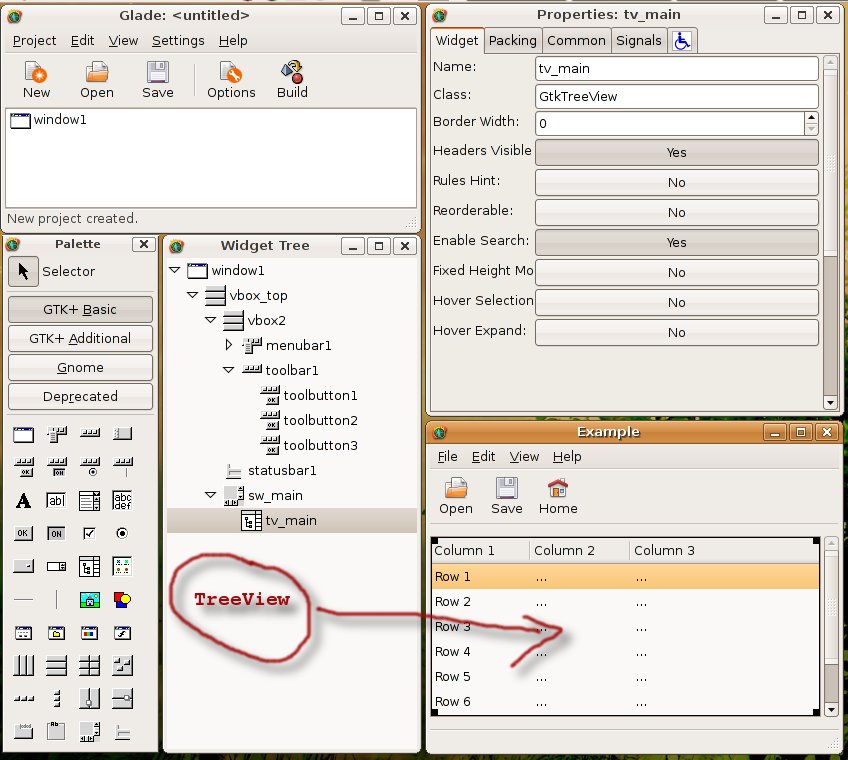 Glade: <untitled>
Project Edit View Settings Help
New Open Save Options Build
window1
New project created.
Palette
Selector
GTK+ Basic
GTK+ Additional
Gnome
Deprecated
A ab abc
def
OK ON
Widget Tree
window1
vbox_top
vbox2
menubar1
toolbar1
toolbutton1
toolbutton2
toolbutton3
statusbar1
sw_main
tv_main
TreeView
Properties: tv_main
Widget Packing Common Signals
Name: tv_main
Class: GtkTreeView
Border Width: 0
Headers Visible Yes
Rules Hint: No
Reorderable: No
Enable Search: Yes
Fixed Height Mo No
Hover Selection No
Hover Expand: No
Example
File Edit View Help
Open Save Home
Column 1 Column 2 Column 3
Row 1 ... ...
Row 2 ... ...
Row 3 ... ...
Row 4 ... ...
Row 5 ... ...
Row 6 ... ...